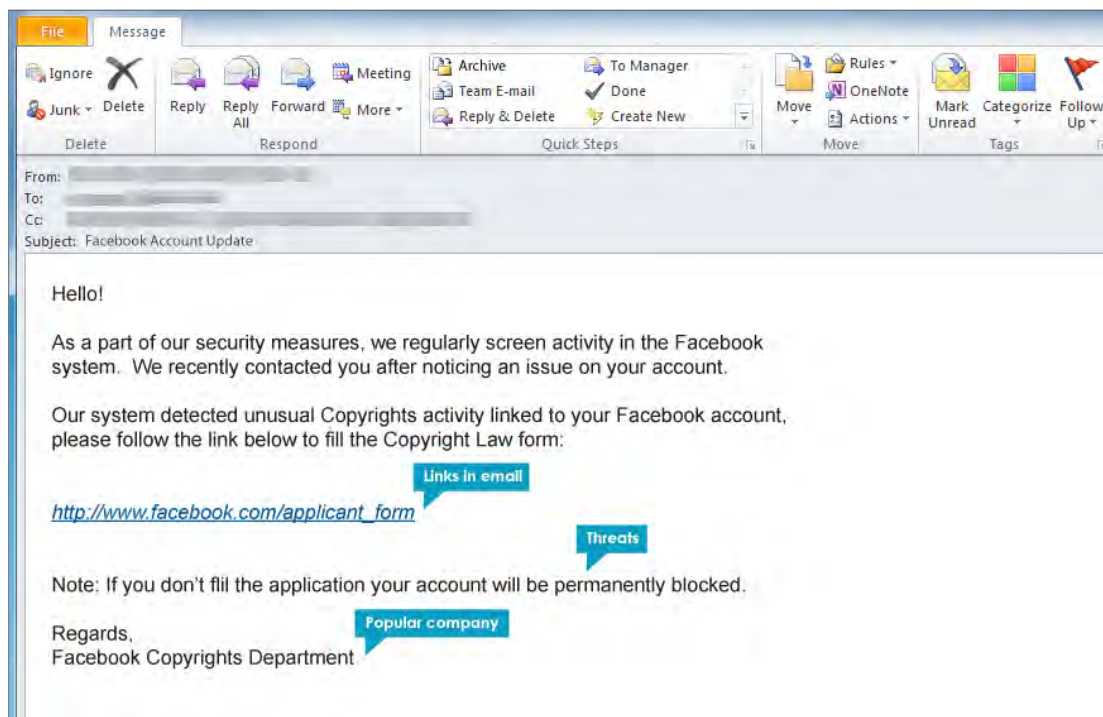 File Message
Ignore
Junk
Delete
Delete
Reply
Reply All
Forward
Meeting
More
Respond
Archive
Team E-mail
Reply & Delete
To Manager
Done
Create New
Quick Steps
Move
Rules
OneNote
Actions
Move
Mark Unread
Categorize
Follow Up
Tags
From:
To:
Cc:
Subject: Facebook Account Update
Hello!
As a part of our security measures, we regularly screen activity in the Facebook
system. We recently contacted you after noticing an issue on your account.
Our system detected unusual Copyrights activity linked to your Facebook account,
please follow the link below to fill the Copyright Law form:
Links in email
http://www.facebook.com/applicant_form
Threats
Note: If you don't flil the application your account will be permanently blocked.
Popular company
Regards,
Facebook Copyrights Department